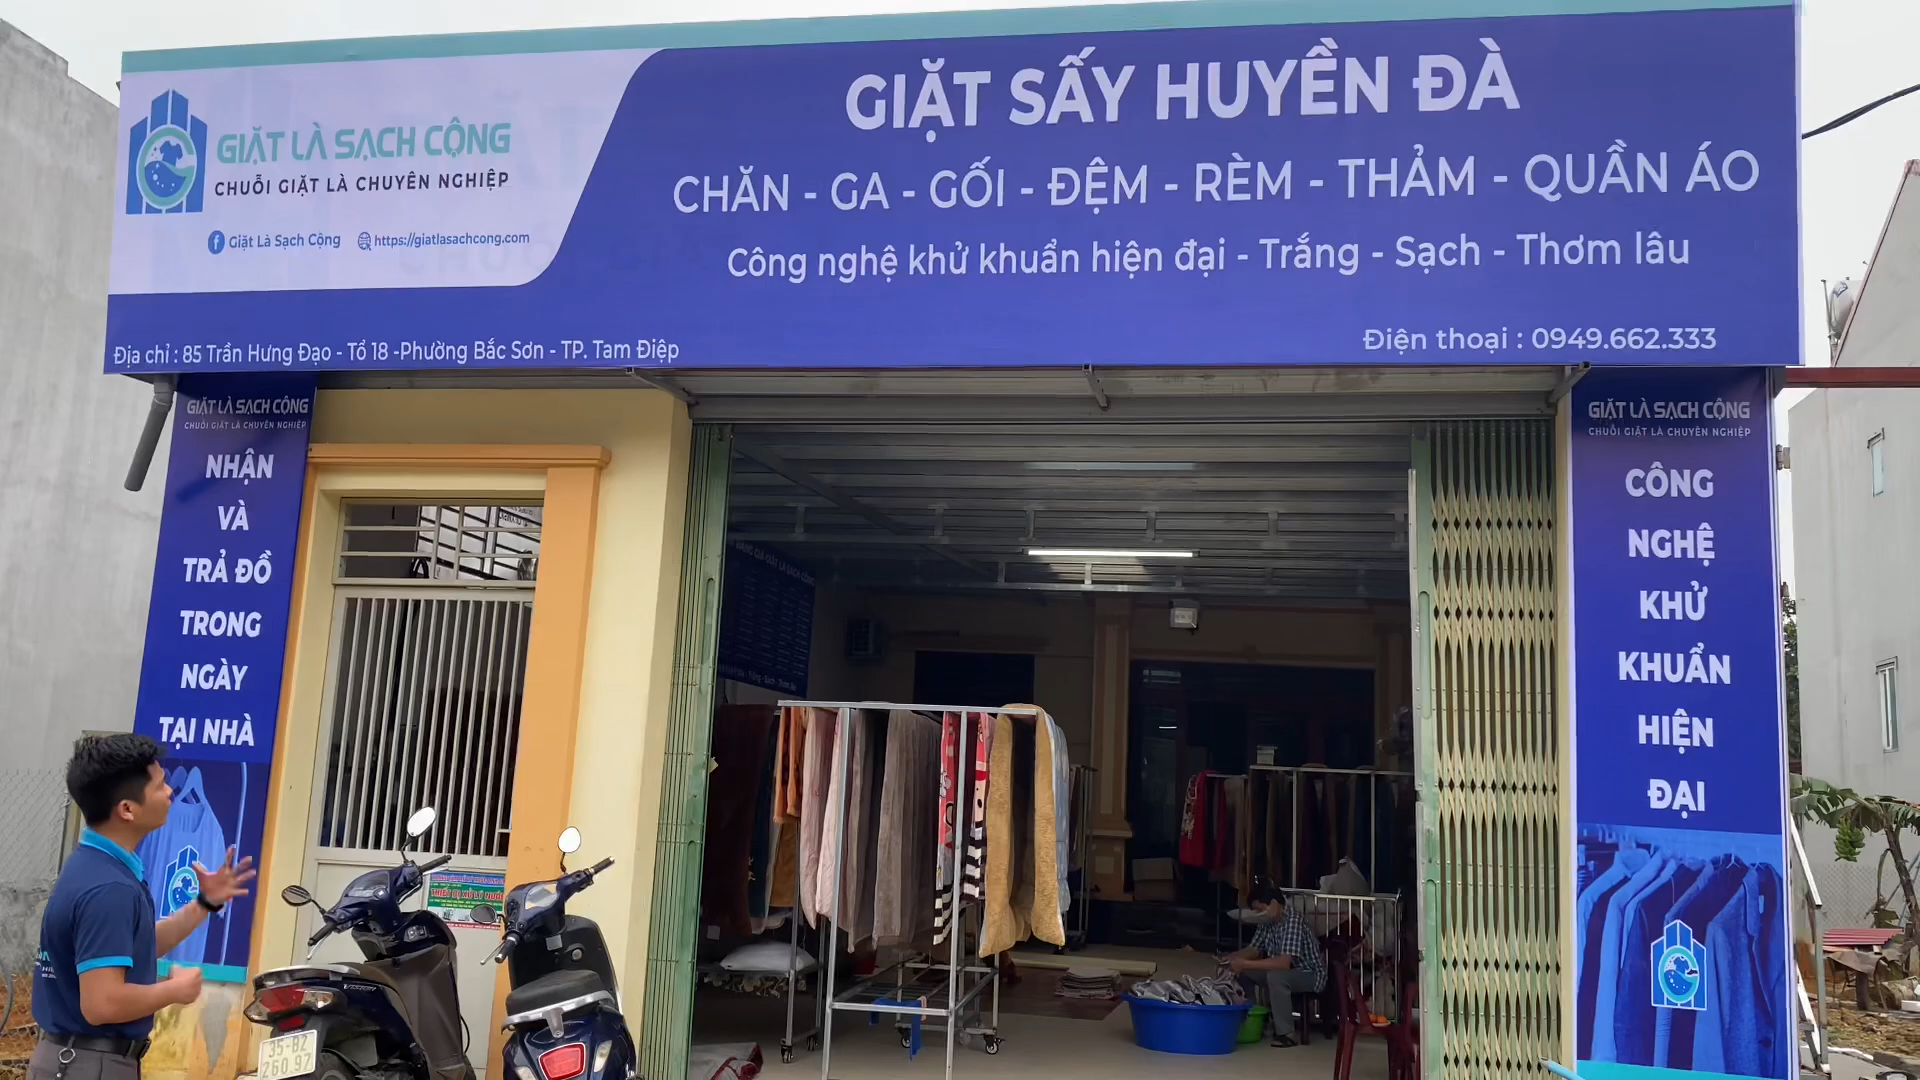 GIẶT SẤY HUYỀN ĐÀ
GIẶT LÀ SẠCH CỘNG
CHUỖI GIẶT LÀ CHUYÊN NGHIỆP
CHĂN - GA - GỐI - ĐỆM - RÈM - THẢM - QUẦN ÁO
Giặt Là Sạch Cộng
https://giatlasachcong.com
Công nghệ khử khuẩn hiện đại - Trắng - Sạch - Thơm lâu
Địa chỉ : 85 Trần Hưng Đạo - Tổ 18 -Phường Bắc Sơn - TP. Tam Điệp
Điện thoại : 0949.662.333
GIẶT LÀ SẠCH CỘNG
CHUỖI GIẶT LÀ CHUYÊN NGHIỆP
NHẬN
VÀ
TRẢ ĐỒ
TRONG
NGÀY
TẠI NHÀ
GIẶT LÀ SẠCH CỘNG
CHUỖI GIẶT LÀ CHUYÊN NGHIỆP
CÔNG
NGHỆ
KHỬ
KHUẨN
HIỆN
ĐẠI
35-B2
260.97